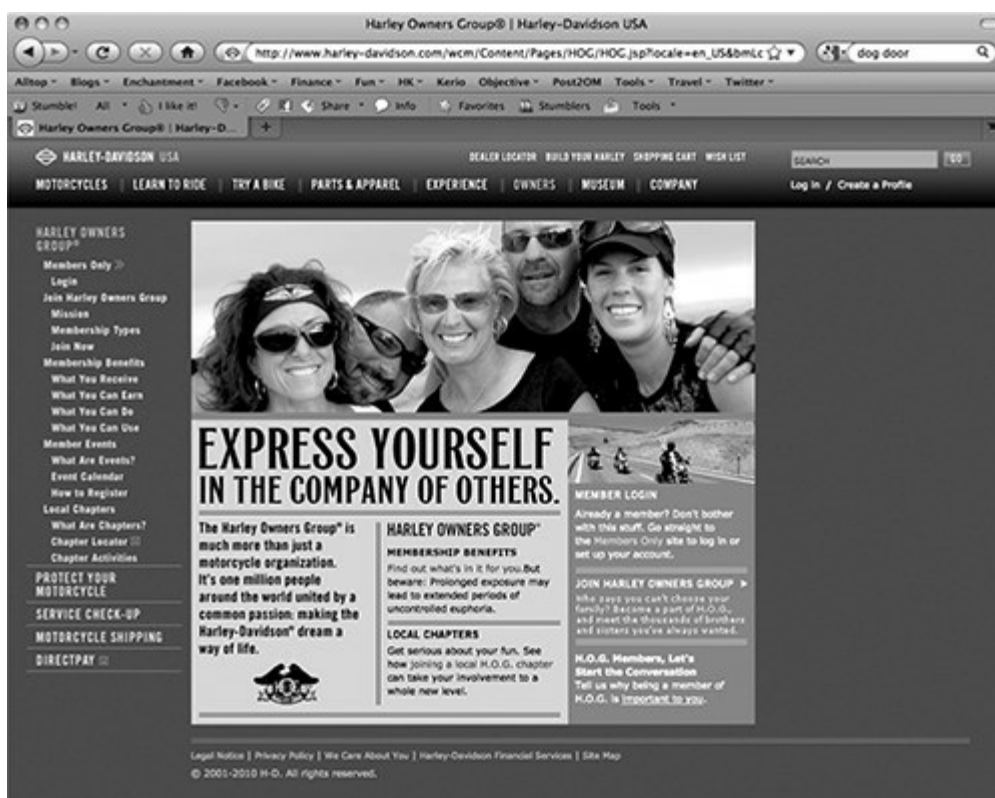 Harley Owners Group® | Harley-Davidson USA
http://www.harley-davidson.com/wcm/Content/Pages/HOG/HOG.jsp?locale=en_US&bmLc
dog door
Alltop Blogs Enchantment Facebook Finance Fun HK Kerio Objective Post2OM Tools Travel Twitter
Stumble! All I like it! Share Info Favorites Stumblers Tools
Harley Owners Group® | Harley-D...
HARLEY-DAVIDSON USA
DEALER LOCATOR BUILD YOUR HARLEY SHOPPING CART WISH LIST
SEARCH
GO
MOTORCYCLES | LEARN TO RIDE | TRY A BIKE | PARTS & APPAREL | EXPERIENCE | OWNERS | MUSEUM | COMPANY
Log In / Create a Profile
HARLEY OWNERS
GROUP®
Members Only
Login
Join Harley Owners Group
Mission
Membership Types
Join Now
Membership Benefits
What You Receive
What You Can Earn
What You Can Do
What You Can Use
Member Events
What Are Events?
Event Calendar
How to Register
Local Chapters
What Are Chapters?
Chapter Locator
Chapter Activities
PROTECT YOUR
MOTORCYCLE
SERVICE CHECK-UP
MOTORCYCLE SHIPPING
DIRECTPAY
EXPRESS YOURSELF
IN THE COMPANY OF OTHERS.
The Harley Owners Group® is
much more than just a
motorcycle organization.
It's one million people
around the world united by a
common passion: making the
Harley-Davidson® dream a
way of life.
HARLEY OWNERS GROUP®
MEMBERSHIP BENEFITS
Find out what's in it for you.But
beware: Prolonged exposure may
lead to extended periods of
uncontrolled euphoria.
LOCAL CHAPTERS
Get serious about your fun. See
how joining a local H.O.G. chapter
can take your involvement to a
whole new level.
MEMBER LOGIN
Already a member? Don't bother
with this stuff. Go straight to
the Members Only site to log in or
set up your account.
JOIN HARLEY OWNERS GROUP
Who says you can't choose your
family? Become a part of H.O.G.,
and meet the thousands of brothers
and sisters you've always wanted.
H.O.G. Members, Let's
Start the Conversation
Tell us why being a member of
H.O.G. is important to you.
Legal Notice | Privacy Policy | We Care About You | Harley-Davidson Financial Services | Site Map
© 2001-2010 H-D. All rights reserved.